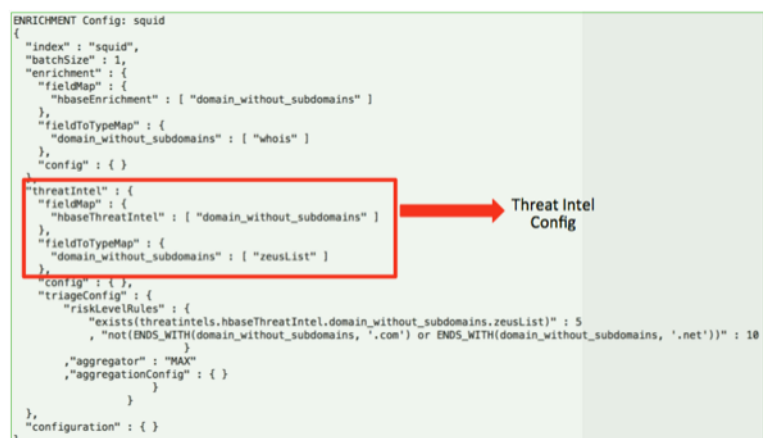 ENRICHMENT Config: squid
{
"index" : "squid",
"batchSize" : 1,
"enrichment" : {
"fieldMap" : {
"hbaseEnrichment" : [ "domain_without_subdomains" ]
},
"fieldToTypeMap" : {
"domain_without_subdomains" : [ "whois" ]
},
"config" : { }
},
"threatIntel" : {
"fieldMap" : {
"hbaseThreatIntel" : [ "domain_without_subdomains" ]
},
"fieldToTypeMap" : {
"domain_without_subdomains" : [ "zeusList" ]
},
Threat Intel
Config
"config" : { },
"triageConfig" : {
"riskLevelRules" : {
"exists(threatintels.hbaseThreatIntel.domain_without_subdomains.zeusList)" : 5
, "not(ENDS_WITH(domain_without_subdomains, '.com') or ENDS_WITH(domain_without_subdomains, '.net'))" : 10
}
,"aggregator" : "MAX"
,"aggregationConfig" : { }
}
}
},
"configuration" : { }
}